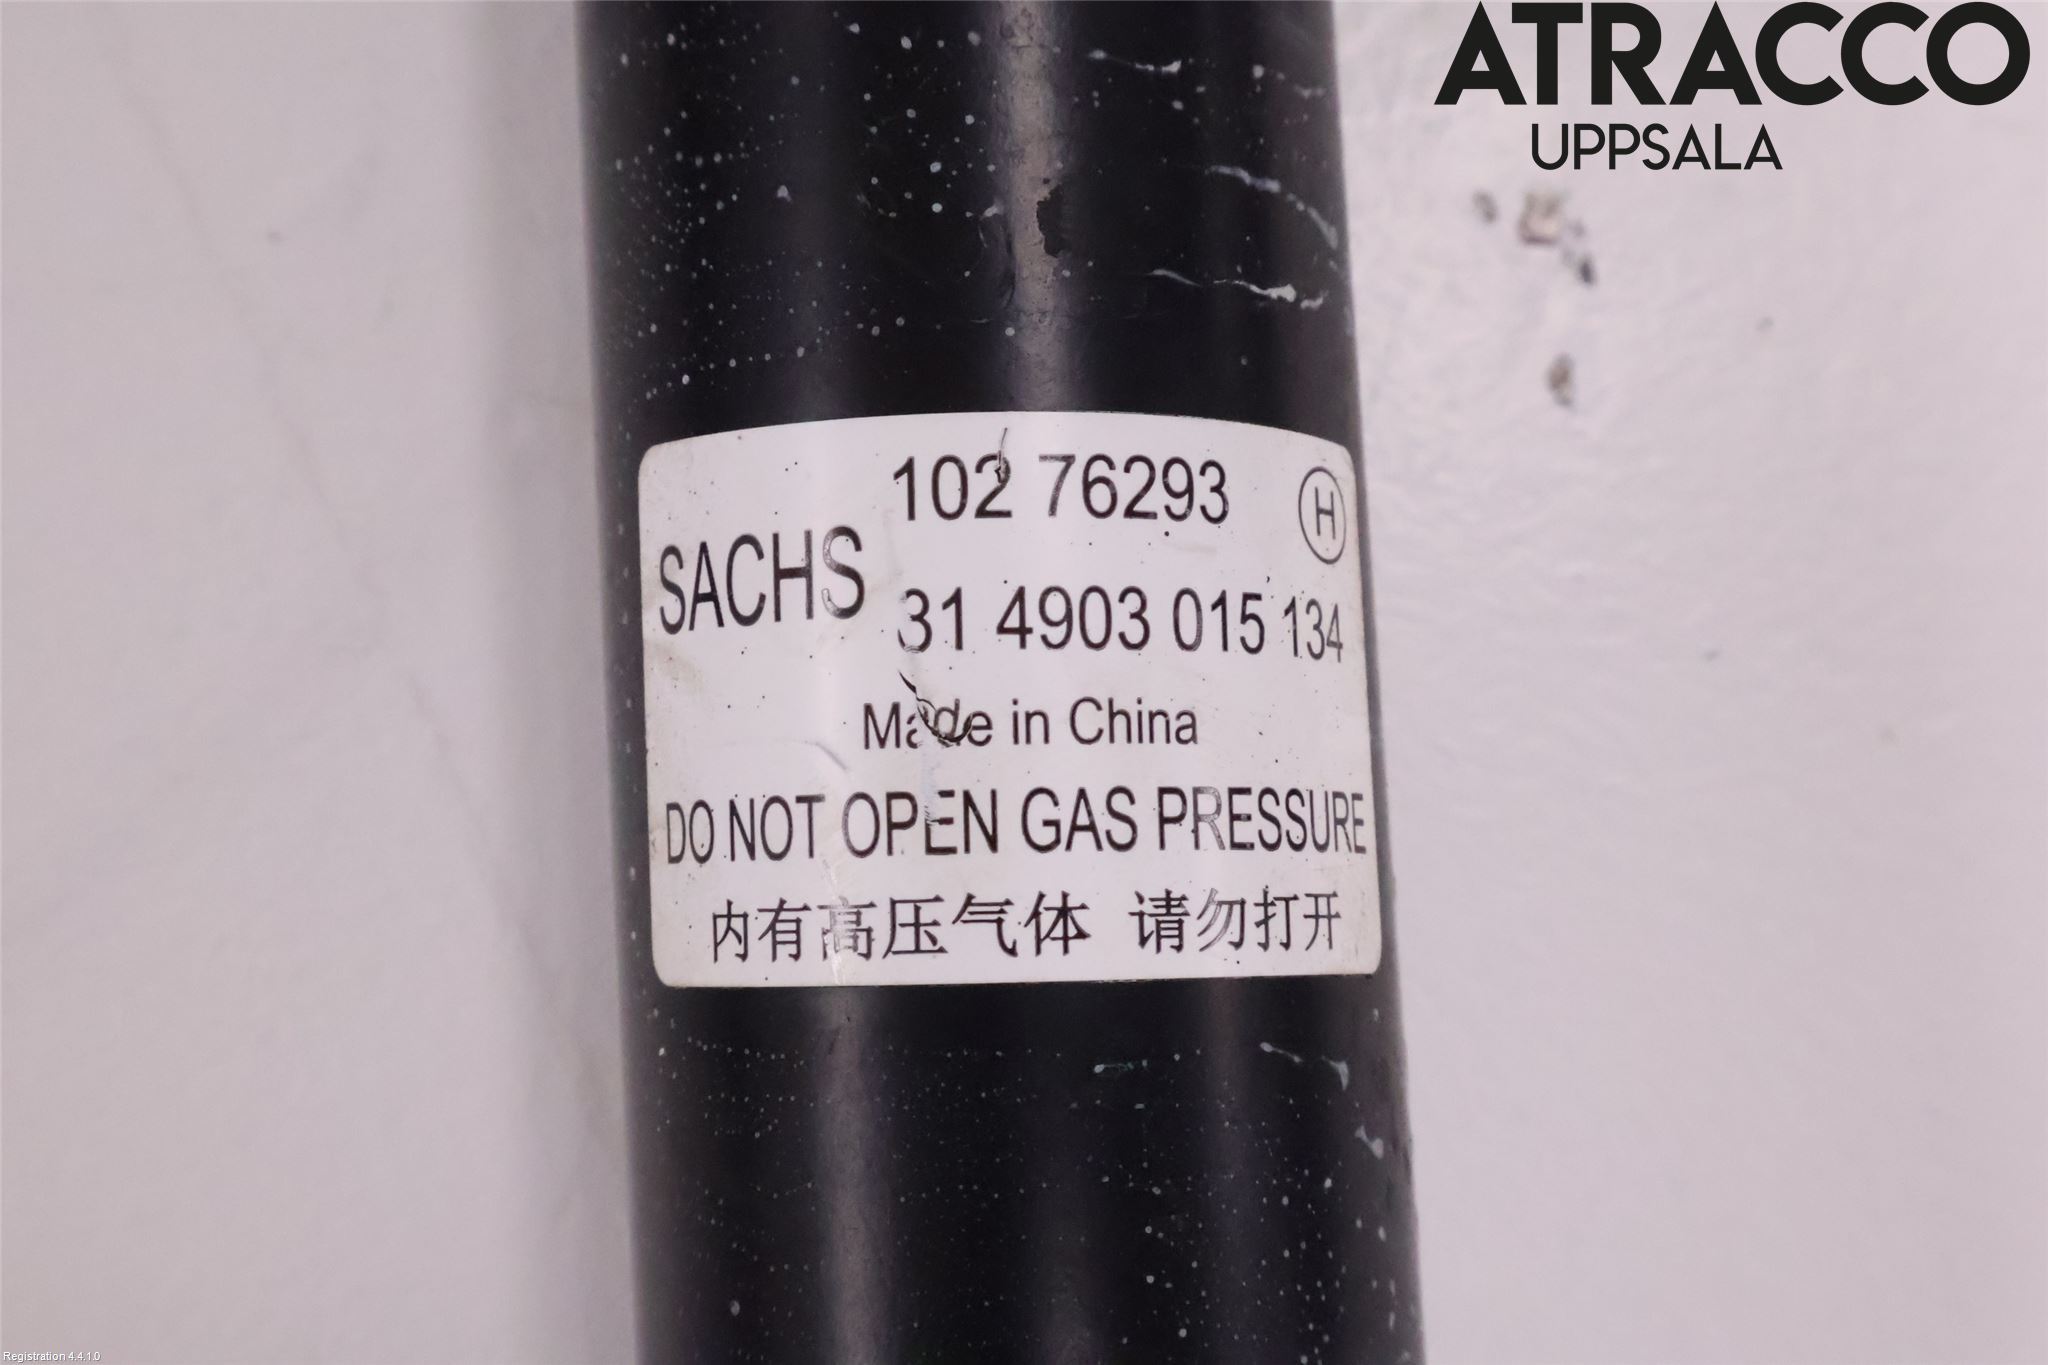 ATRACCO
UPPSALA
102 76293
H
SACHS
31 4903 015 134
Made in China
DO NOT OPEN GAS PRESSURE
内有高压气体 请勿打开
Registration 4.4.1.0